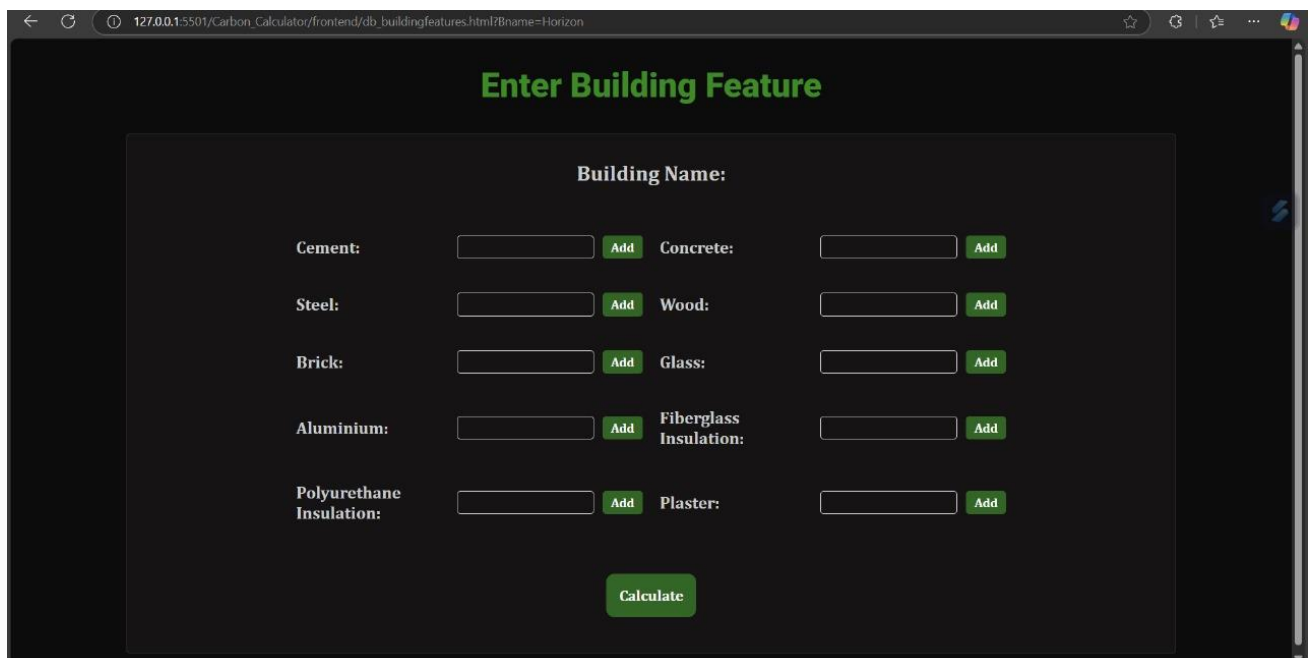 127.0.0.1:5501/Carbon_Calculator/frontend/db_buildingfeatures.html?Bname=Horizon
Enter Building Feature
Building Name:
Cement: Add Concrete: Add
Steel: Add Wood: Add
Brick: Add Glass: Add
Aluminium: Add Fiberglass Insulation: Add
Polyurethane Insulation: Add Plaster: Add
Calculate